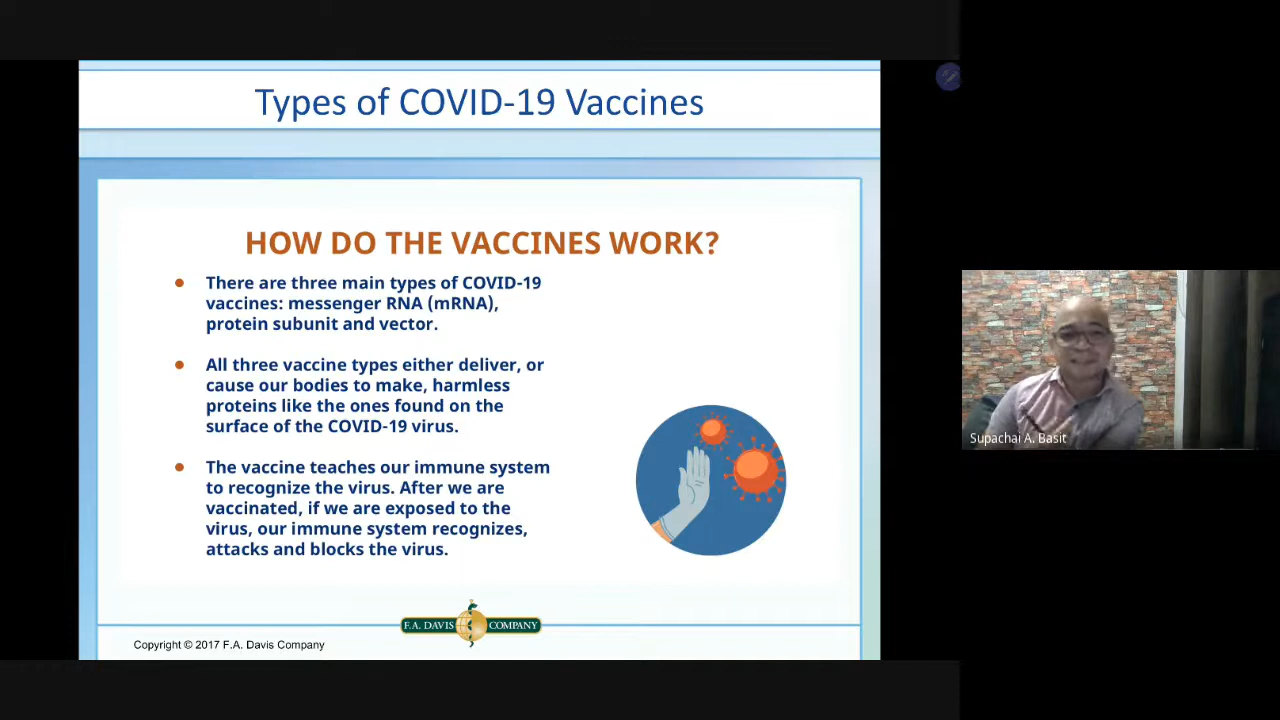 Types of COVID-19 Vaccines
HOW DO THE VACCINES WORK?
● There are three main types of COVID-19
vaccines: messenger RNA (mRNA),
protein subunit and vector.
● All three vaccine types either deliver, or
cause our bodies to make, harmless
proteins like the ones found on the
surface of the COVID-19 virus.
● The vaccine teaches our immune system
to recognize the virus. After we are
vaccinated, if we are exposed to the
virus, our immune system recognizes,
attacks and blocks the virus.
F.A. DAVIS COMPANY
Copyright © 2017 F.A. Davis Company
Supachai A. Basit